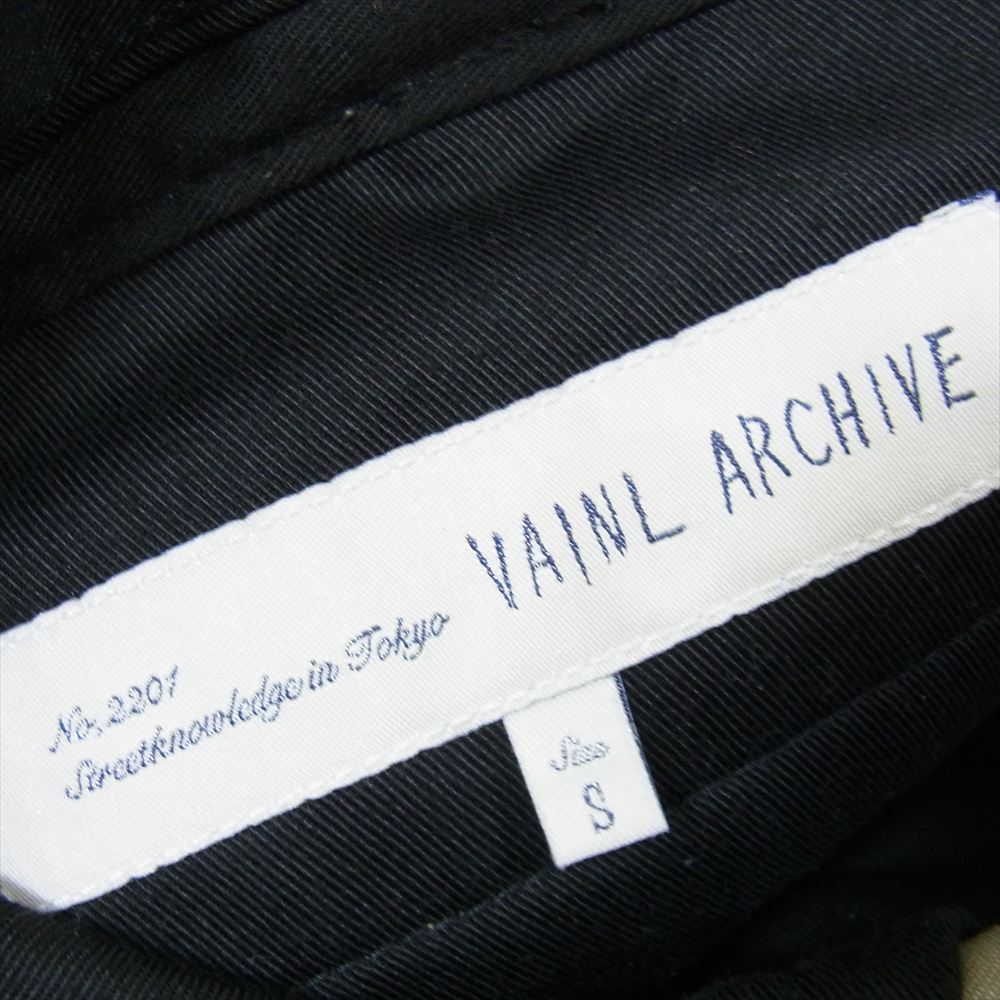 VAINL ARCHIVE
No, 2201
Streetknowledge in Tokyo
Size
S